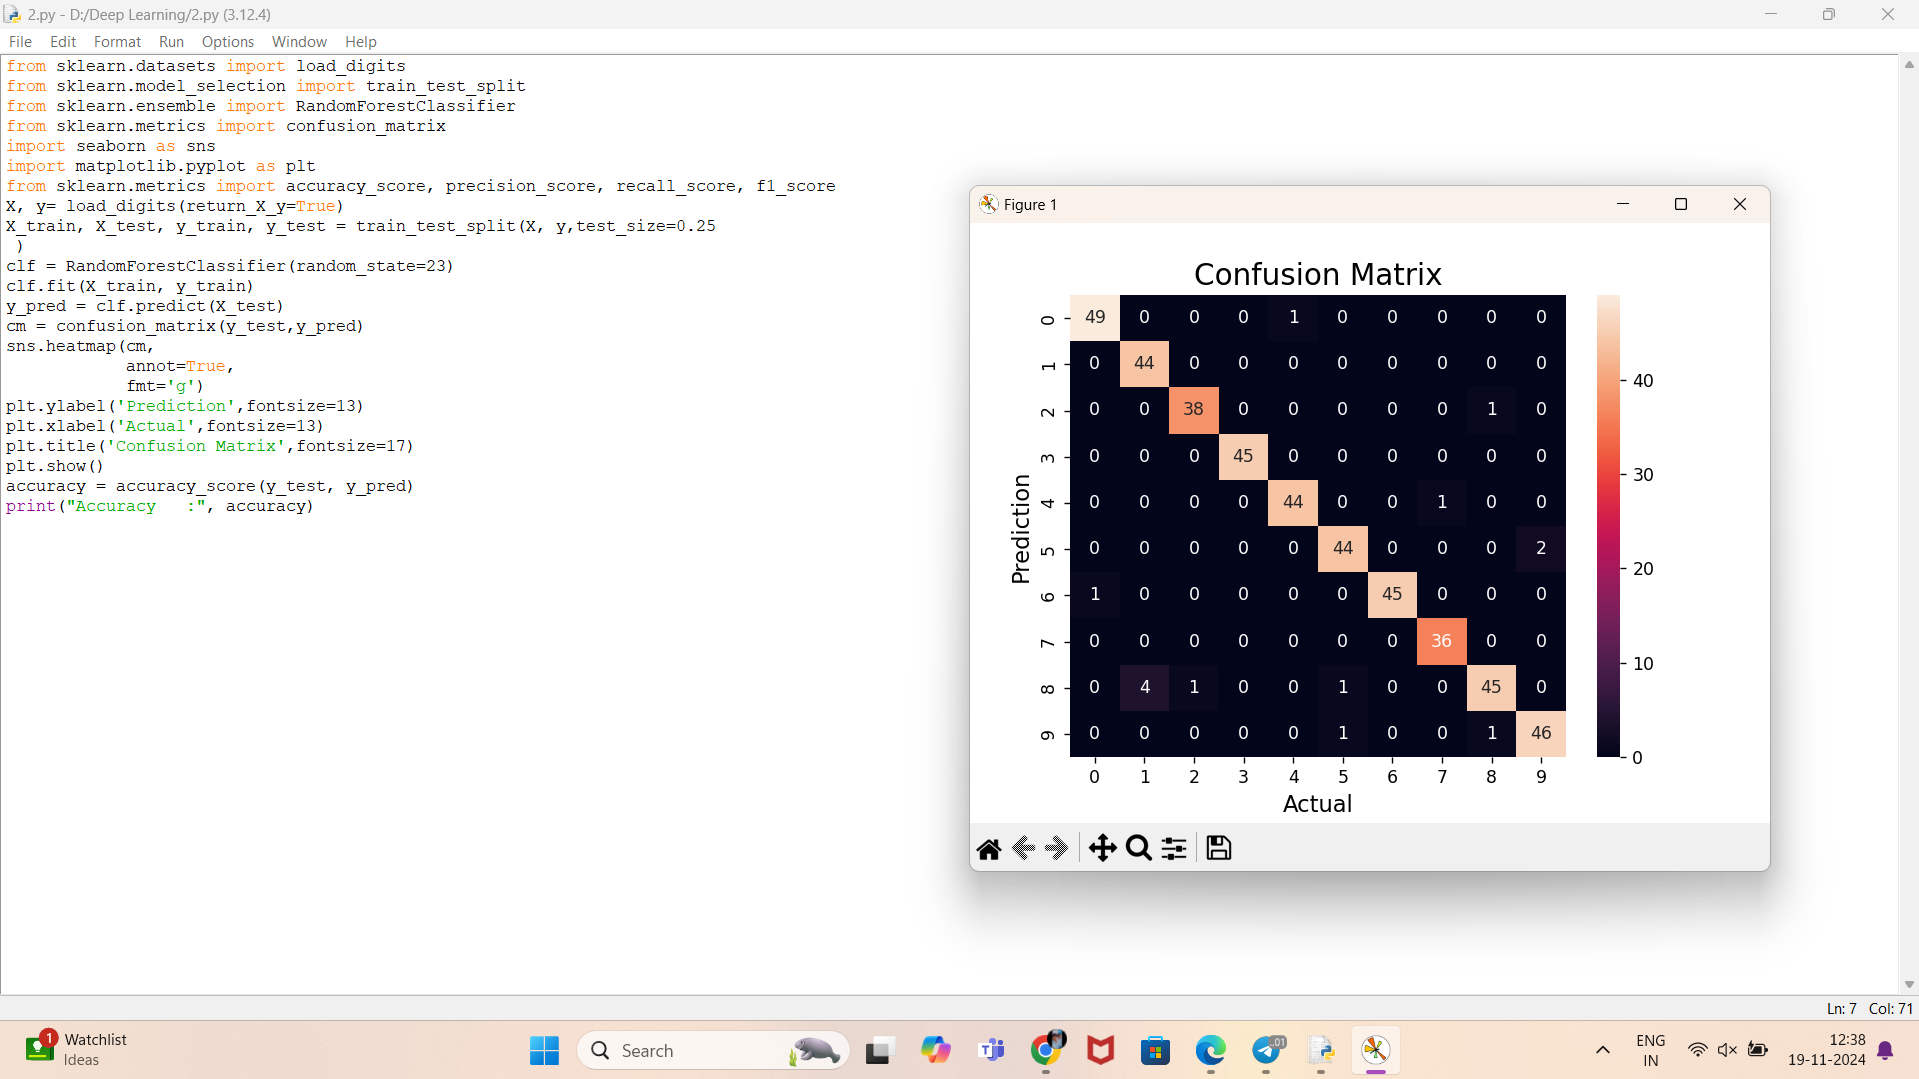 2.py - D:/Deep Learning/2.py (3.12.4)
File Edit Format Run Options Window Help
from sklearn.datasets import load_digits
from sklearn.model_selection import train_test_split
from sklearn.ensemble import RandomForestClassifier
from sklearn.metrics import confusion_matrix
import seaborn as sns
import matplotlib.pyplot as plt
from sklearn.metrics import accuracy_score, precision_score, recall_score, f1_score
X, y= load_digits(return_X_y=True)
X_train, X_test, y_train, y_test = train_test_split(X, y,test_size=0.25
)
clf = RandomForestClassifier(random_state=23)
clf.fit(X_train, y_train)
y_pred = clf.predict(X_test)
cm = confusion_matrix(y_test,y_pred)
sns.heatmap(cm,
annot=True,
fmt='g')
plt.ylabel('Prediction',fontsize=13)
plt.xlabel('Actual',fontsize=13)
plt.title('Confusion Matrix',fontsize=17)
plt.show()
accuracy = accuracy_score(y_test, y_pred)
print("Accuracy   :", accuracy)
Figure 1
Confusion Matrix
Prediction
0 49 0 0 0 1 0 0 0 0 0
1 0 44 0 0 0 0 0 0 0 0
2 0 0 38 0 0 0 0 0 1 0
3 0 0 0 45 0 0 0 0 0 0
4 0 0 0 0 44 0 0 1 0 0
5 0 0 0 0 0 44 0 0 0 2
6 1 0 0 0 0 0 45 0 0 0
7 0 0 0 0 0 0 0 36 0 0
8 0 4 1 0 0 1 0 0 45 0
9 0 0 0 0 0 1 0 0 1 46
0 1 2 3 4 5 6 7 8 9
Actual
40
30
20
10
0
Ln: 7 Col: 71
1
Watchlist
Ideas
Search
.01
ENG
IN
12:38
19-11-2024